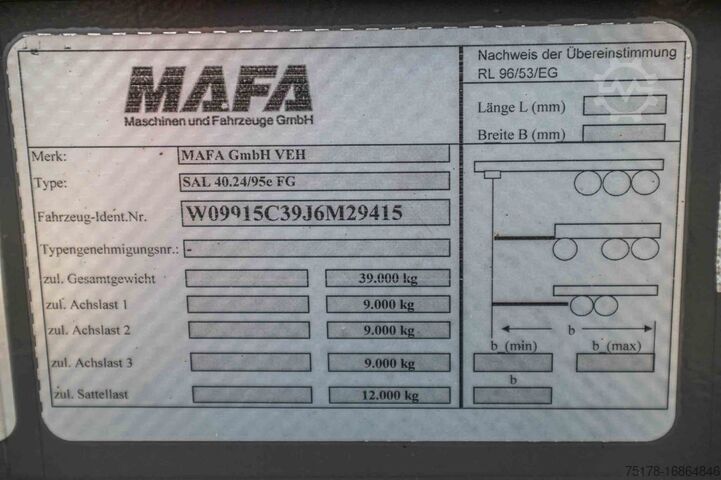 MAFA
Maschinen und Fahrzeuge GmbH
Merk: MAFA GmbH VEH
Type: SAL 40.24/95e FG
Fahrzeug-Ident.Nr. W09915C39J6M29415
Typengenehmigungsnr.: -
zul. Gesamtgewicht 39.000 kg
zul. Achslast 1 9.000 kg
zul. Achslast 2 9.000 kg
zul. Achslast 3 9.000 kg
zul. Sattellast 12.000 kg
Nachweis der Übereinstimmung
RL 96/53/EG
Länge L (mm)
Breite B (mm)
b
b_(min) b_(max)
b
75178-16864846